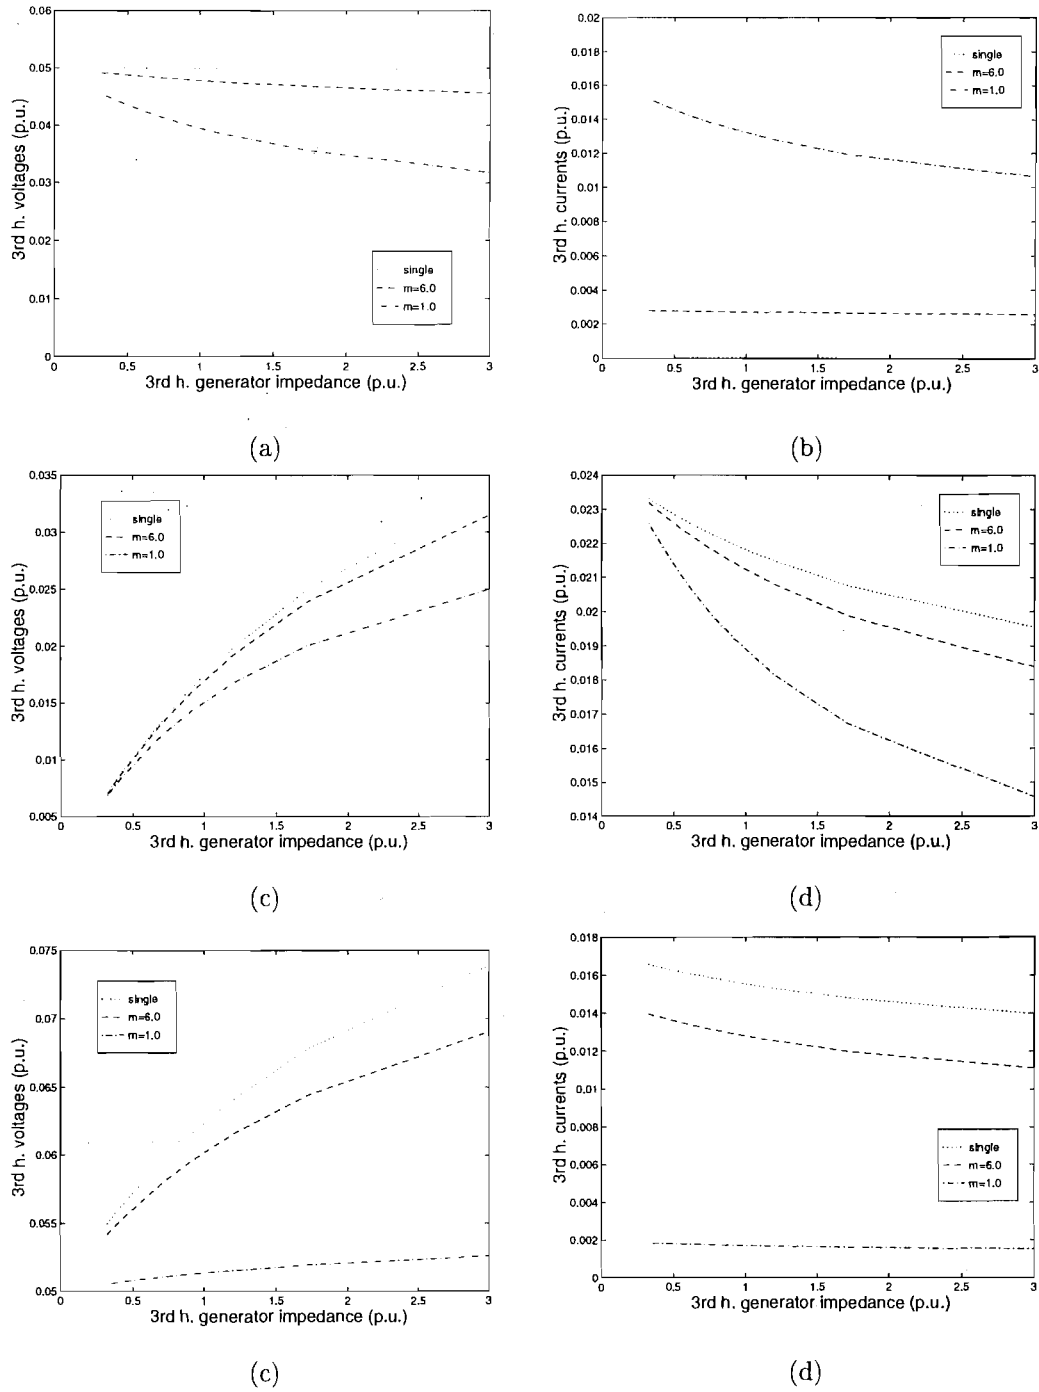 0.06
0.05
0.04
0.03
0.02
0.01
0
3rd h. voltages (p.u.)
single
m=6.0
m=1.0
0 0.5 1 1.5 2 2.5 3
3rd h. generator impedance (p.u.)
(a)
0.02
0.018
0.016
0.014
0.012
0.01
0.008
0.006
0.004
0.002
0
3rd h. currents (p.u.)
single
m=6.0
m=1.0
0 0.5 1 1.5 2 2.5 3
3rd h. generator impedance (p.u.)
(b)
0.035
0.03
0.025
0.02
0.015
0.01
0.005
3rd h. voltages (p.u.)
single
m=6.0
m=1.0
0 0.5 1 1.5 2 2.5 3
3rd h. generator impedance (p.u.)
(c)
0.024
0.023
0.022
0.021
0.02
0.019
0.018
0.017
0.016
0.015
0.014
3rd h. currents (p.u.)
single
m=6.0
m=1.0
0 0.5 1 1.5 2 2.5 3
3rd h. generator impedance (p.u.)
(d)
0.075
0.07
0.065
0.06
0.055
0.05
3rd h. voltages (p.u.)
single
m=6.0
m=1.0
0 0.5 1 1.5 2 2.5 3
3rd h. generator impedance (p.u.)
(c)
0.018
0.016
0.014
0.012
0.01
0.008
0.006
0.004
0.002
0
3rd h. currents (p.u.)
single
m=6.0
m=1.0
0 0.5 1 1.5 2 2.5 3
3rd h. generator impedance (p.u.)
(d)